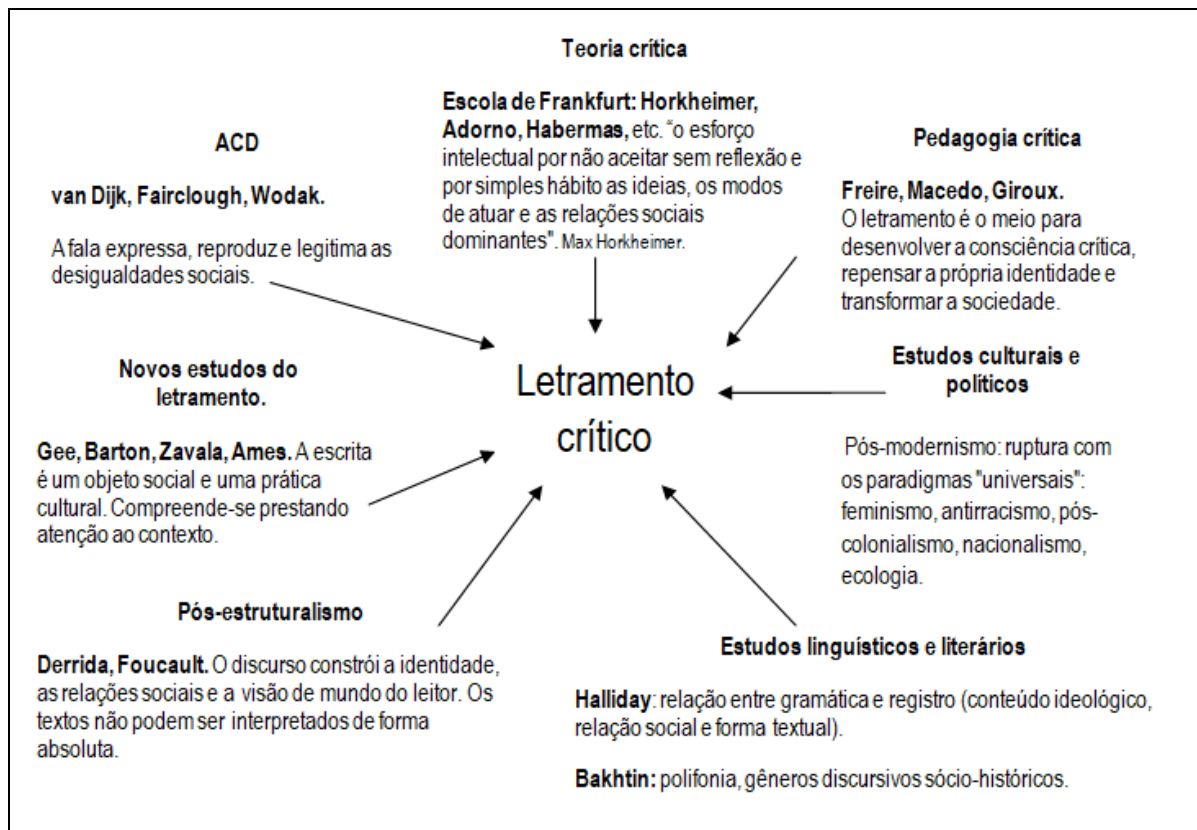 Teoria crítica
Escola de Frankfurt: Horkheimer,
Adorno, Habermas, etc. “o esforço
intelectual por não aceitar sem reflexão e
por simples hábito as ideias, os modos
de atuar e as relações sociais
dominantes". Max Horkheimer.
ACD
van Dijk, Fairclough, Wodak.
A fala expressa, reproduz e legitima as
desigualdades sociais.
Pedagogia crítica
Freire, Macedo, Giroux.
O letramento é o meio para
desenvolver a consciência crítica,
repensar a própria identidade e
transformar a sociedade.
Novos estudos do
letramento.
Gee, Barton, Zavala, Ames. A escrita
é um objeto social e uma prática
cultural. Compreende-se prestando
atenção ao contexto.
Letramento
crítico
Estudos culturais e
políticos
Pós-modernismo: ruptura com
os paradigmas "universais":
feminismo, antirracismo, pós-
colonialismo, nacionalismo,
ecologia.
Pós-estruturalismo
Derrida, Foucault. O discurso constrói a identidade,
as relações sociais e a visão de mundo do leitor. Os
textos não podem ser interpretados de forma
absoluta.
Estudos linguísticos e literários
Halliday: relação entre gramática e registro (conteúdo ideológico,
relação social e forma textual).
Bakhtin: polifonia, gêneros discursivos sócio-históricos.